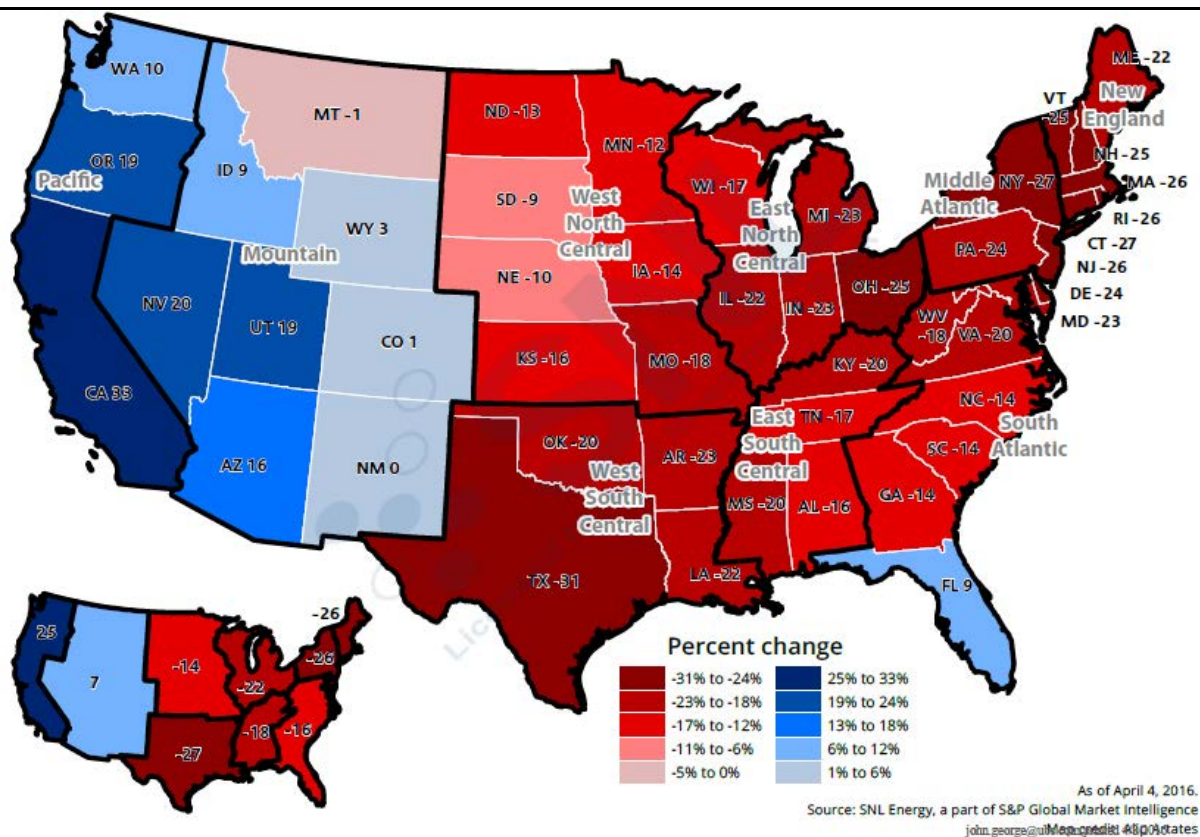 WA 10
OR 19
Pacific
CA 33
ID 9
MT -1
WY 3
Mountain
NV 20
UT 19
CO 1
AZ 16
NM 0
ND -13
SD -9
NE -10
KS -16
MN -12
IA -14
MO -18
West
North
Central
WI -17
MI -23
IL -22
IN -23
OH -25
East
North
Central
OK -20
TX -31
AR -23
LA -22
West
South
Central
KY -20
TN -17
MS -20
AL -16
East
South
Central
WV
-18
VA -20
NC -14
SC -14
GA -14
FL 9
South
Atlantic
Middle
Atlantic
NY -27
PA -24
ME -22
New
England
VT
-25
NH -25
MA -26
RI -26
CT -27
NJ -26
DE -24
MD -23
25
7
-14
-22
-26
-26
-27
-18
-16
Percent change
-31% to -24%
-23% to -18%
-17% to -12%
-11% to -6%
-5% to 0%
25% to 33%
19% to 24%
13% to 18%
6% to 12%
1% to 6%
As of April 4, 2016.
Source: SNL Energy, a part of S&P Global Market Intelligence
Map credit: